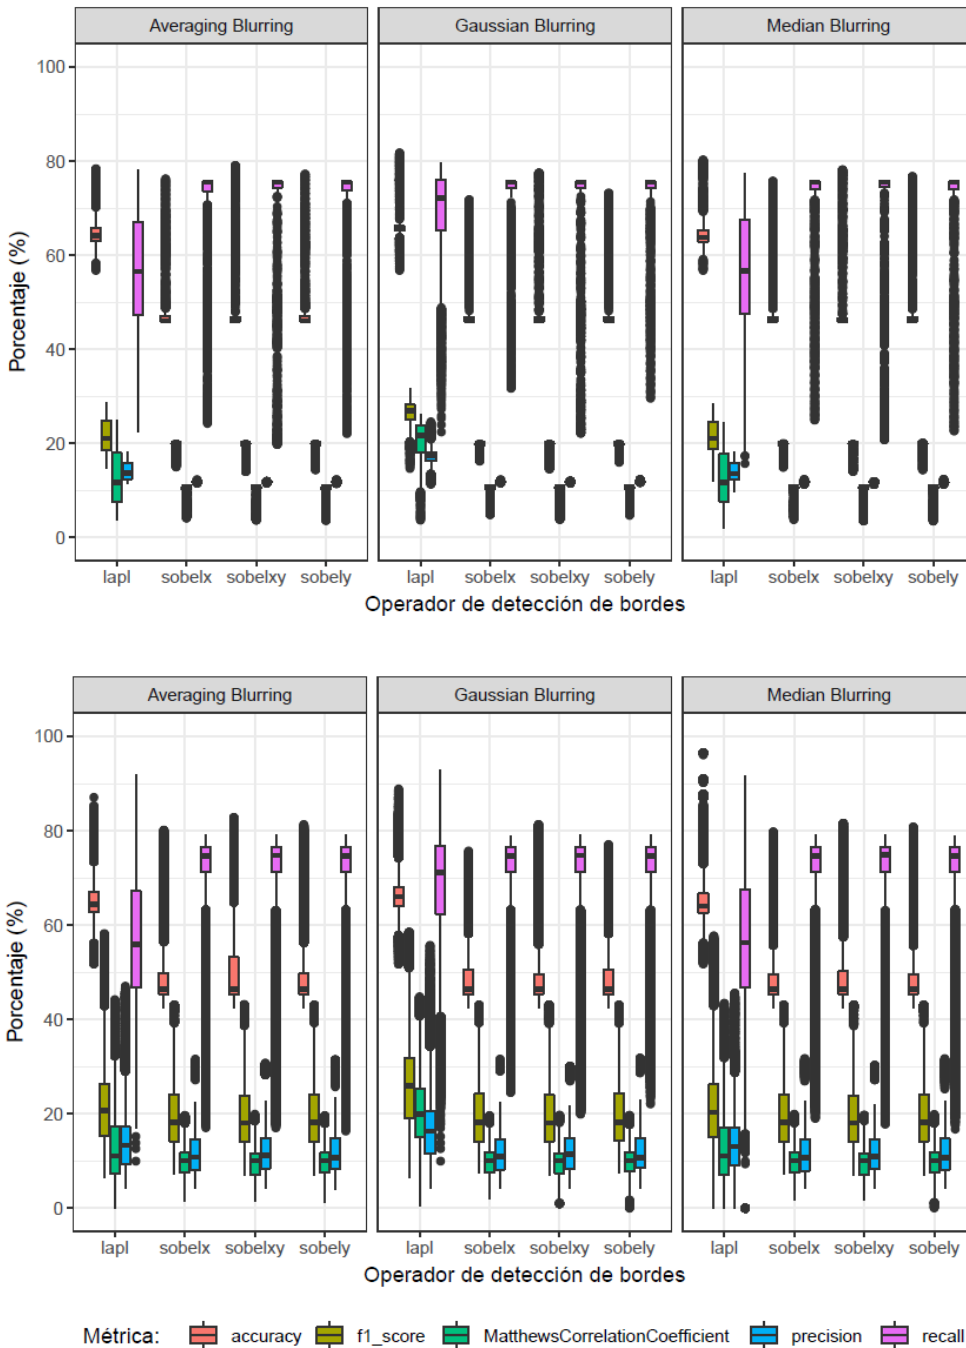 Averaging Blurring Gaussian Blurring Median Blurring
100
80
60
40
20
0
Porcentaje (%)
lapl sobelx sobelxy sobely lapl sobelx sobelxy sobely lapl sobelx sobelxy sobely
Operador de detección de bordes
Averaging Blurring Gaussian Blurring Median Blurring
100
80
60
40
20
0
Porcentaje (%)
lapl sobelx sobelxy sobely lapl sobelx sobelxy sobely lapl sobelx sobelxy sobely
Operador de detección de bordes
Métrica: accuracy f1_score MatthewsCorrelationCoefficient precision recall